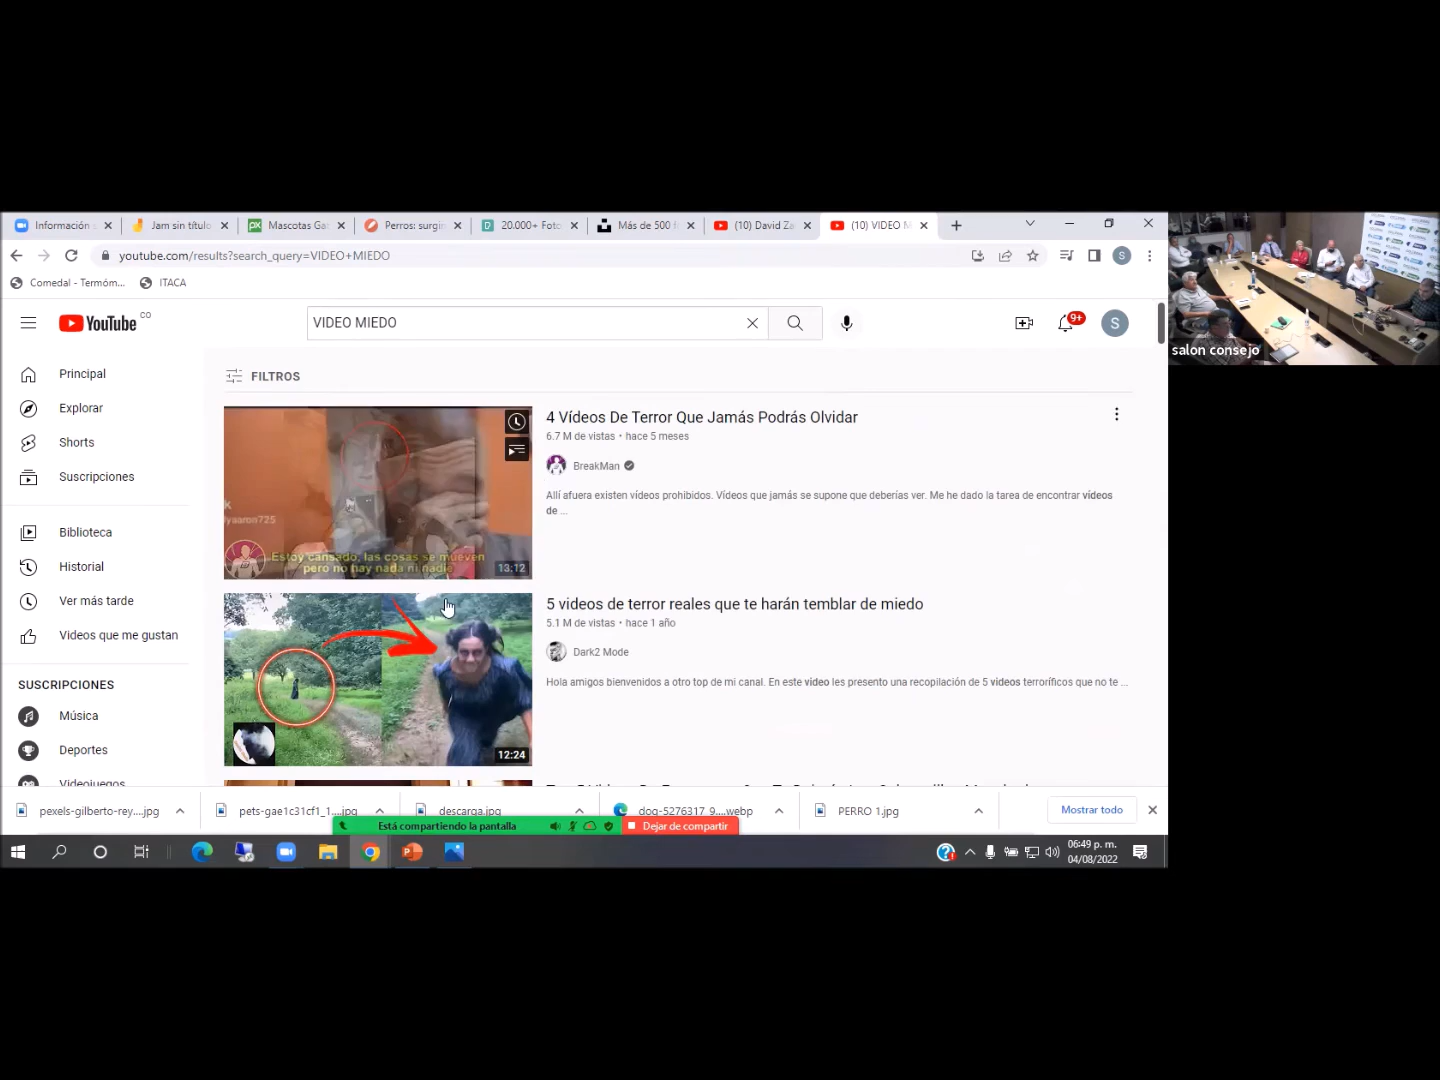 Información s
Jam sin título
Mascotas Ga
Perros: surgi
20.000+ Foto
Más de 500 f
(10) David Za
(10) VIDEO M
youtube.com/results?search_query=VIDEO+MIEDO
S
Comedal - Termóm...
ITACA
YouTube CO
VIDEO MIEDO
9+
S
salon consejo
Principal
Explorar
Shorts
Suscripciones
Biblioteca
Historial
Ver más tarde
Videos que me gustan
SUSCRIPCIONES
Música
Deportes
Videojuegos
FILTROS
yaaron725
Estoy cansado, las cosas se mueven
pero no hay nada ni nadie
13:12
4 Vídeos De Terror Que Jamás Podrás Olvidar
6.7 M de vistas • hace 5 meses
BreakMan
Allí afuera existen vídeos prohibidos. Vídeos que jamás se supone que deberías ver. Me he dado la tarea de encontrar vídeos
de ...
12:24
5 videos de terror reales que te harán temblar de miedo
5.1 M de vistas • hace 1 año
Dark2 Mode
Hola amigos bienvenidos a otro top de mi canal. En este video les presento una recopilación de 5 videos terroríficos que no te ...
pexels-gilberto-rey....jpg
pets-gae1c31cf1_1....jpg
descarga.jpg
dog-5276317_9....webp
PERRO 1.jpg
Mostrar todo
Está compartiendo la pantalla
Dejar de compartir
06:49 p. m.
04/08/2022